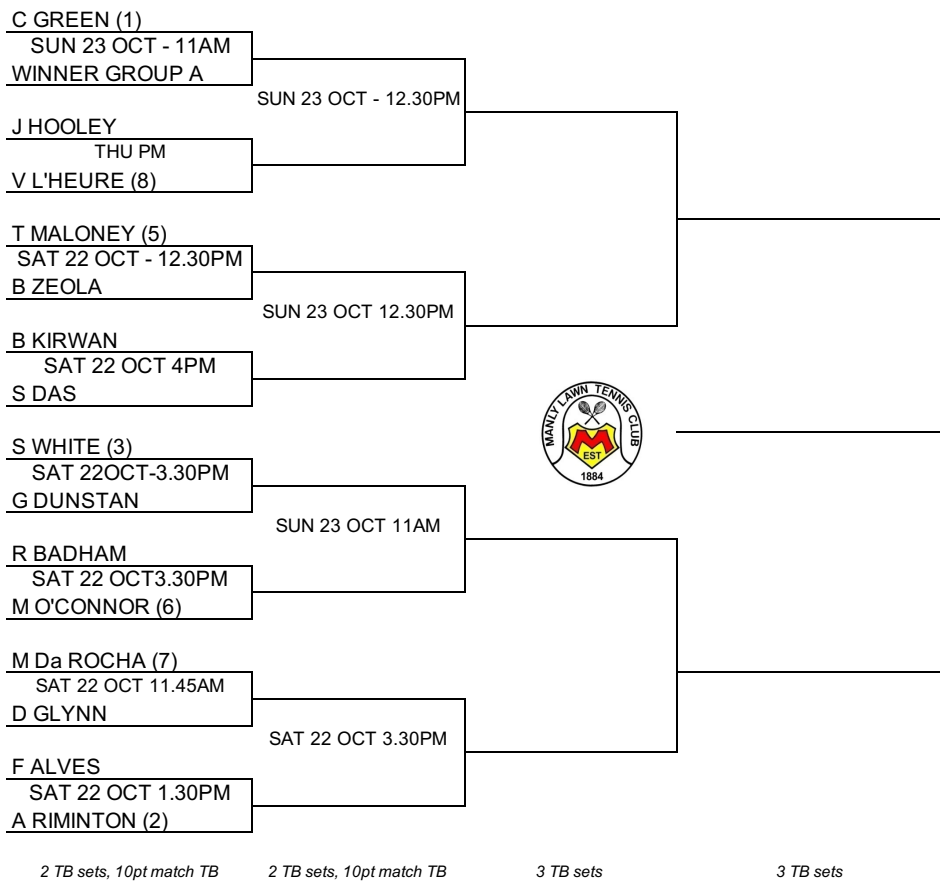 C GREEN (1)
SUN 23 OCT - 11AM
WINNER GROUP A
SUN 23 OCT - 12.30PM
J HOOLEY
THU PM
V L'HEURE (8)
T MALONEY (5)
SAT 22 OCT - 12.30PM
B ZEOLA
SUN 23 OCT 12.30PM
B KIRWAN
SAT 22 OCT 4PM
S DAS
MANLY LAWN TENNIS CLUB
M
EST
1884
S WHITE (3)
SAT 22OCT-3.30PM
G DUNSTAN
SUN 23 OCT 11AM
R BADHAM
SAT 22 OCT3.30PM
M O'CONNOR (6)
M Da ROCHA (7)
SAT 22 OCT 11.45AM
D GLYNN
SAT 22 OCT 3.30PM
F ALVES
SAT 22 OCT 1.30PM
A RIMINTON (2)
2 TB sets, 10pt match TB
2 TB sets, 10pt match TB
3 TB sets
3 TB sets